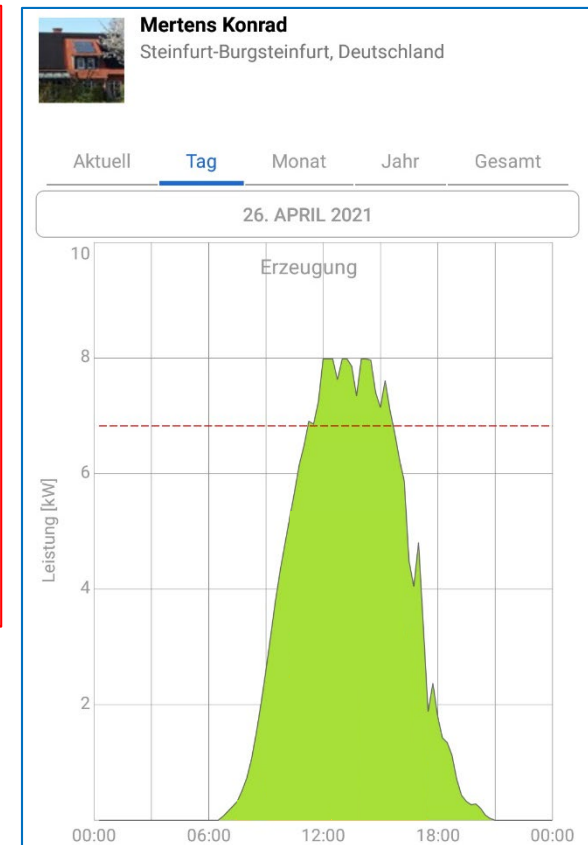 Mertens Konrad
Steinfurt-Burgsteinfurt, Deutschland
Aktuell Tag Monat Jahr Gesamt
26. APRIL 2021
Erzeugung
Leistung [kW]
10
8
6
4
2
00:00 06:00 12:00 18:00 00:00